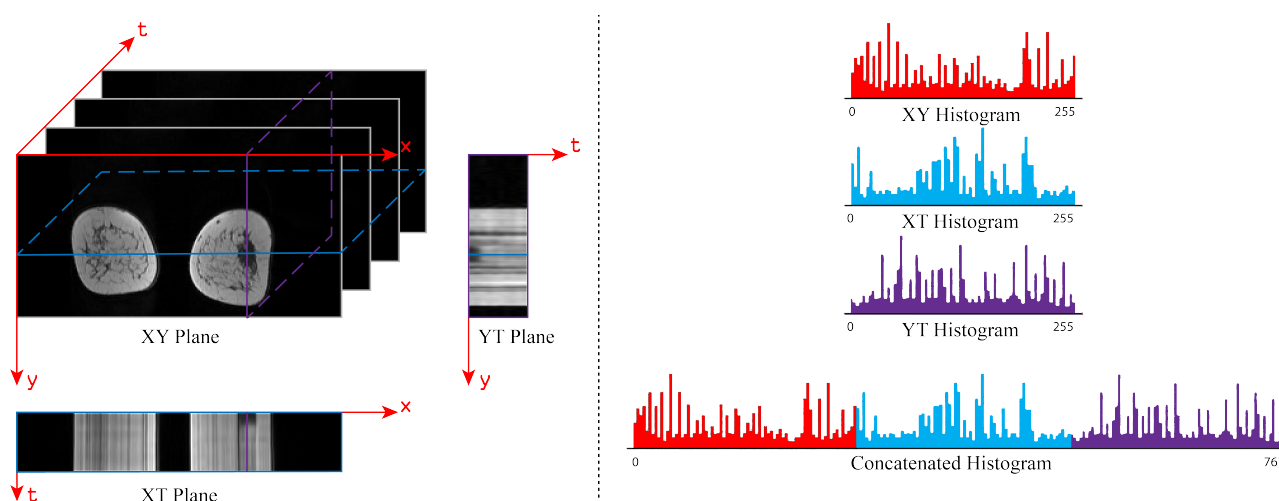 t
x
t
XY Plane
YT Plane
y
y
x
t
XT Plane
0 255
XY Histogram
0 255
XT Histogram
0 255
YT Histogram
0 76
Concatenated Histogram